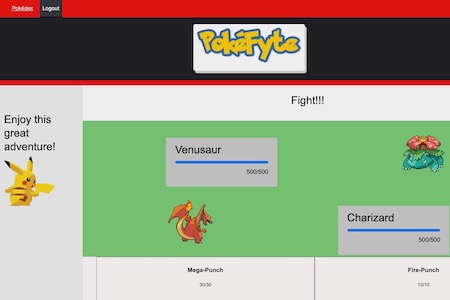 Pokédex Logout
PokéFyte
Fight!!!
Enjoy this
great
adventure!
Venusaur
500/500
Charizard
500/500
Mega-Punch
30/30
Fire-Punch
10/10